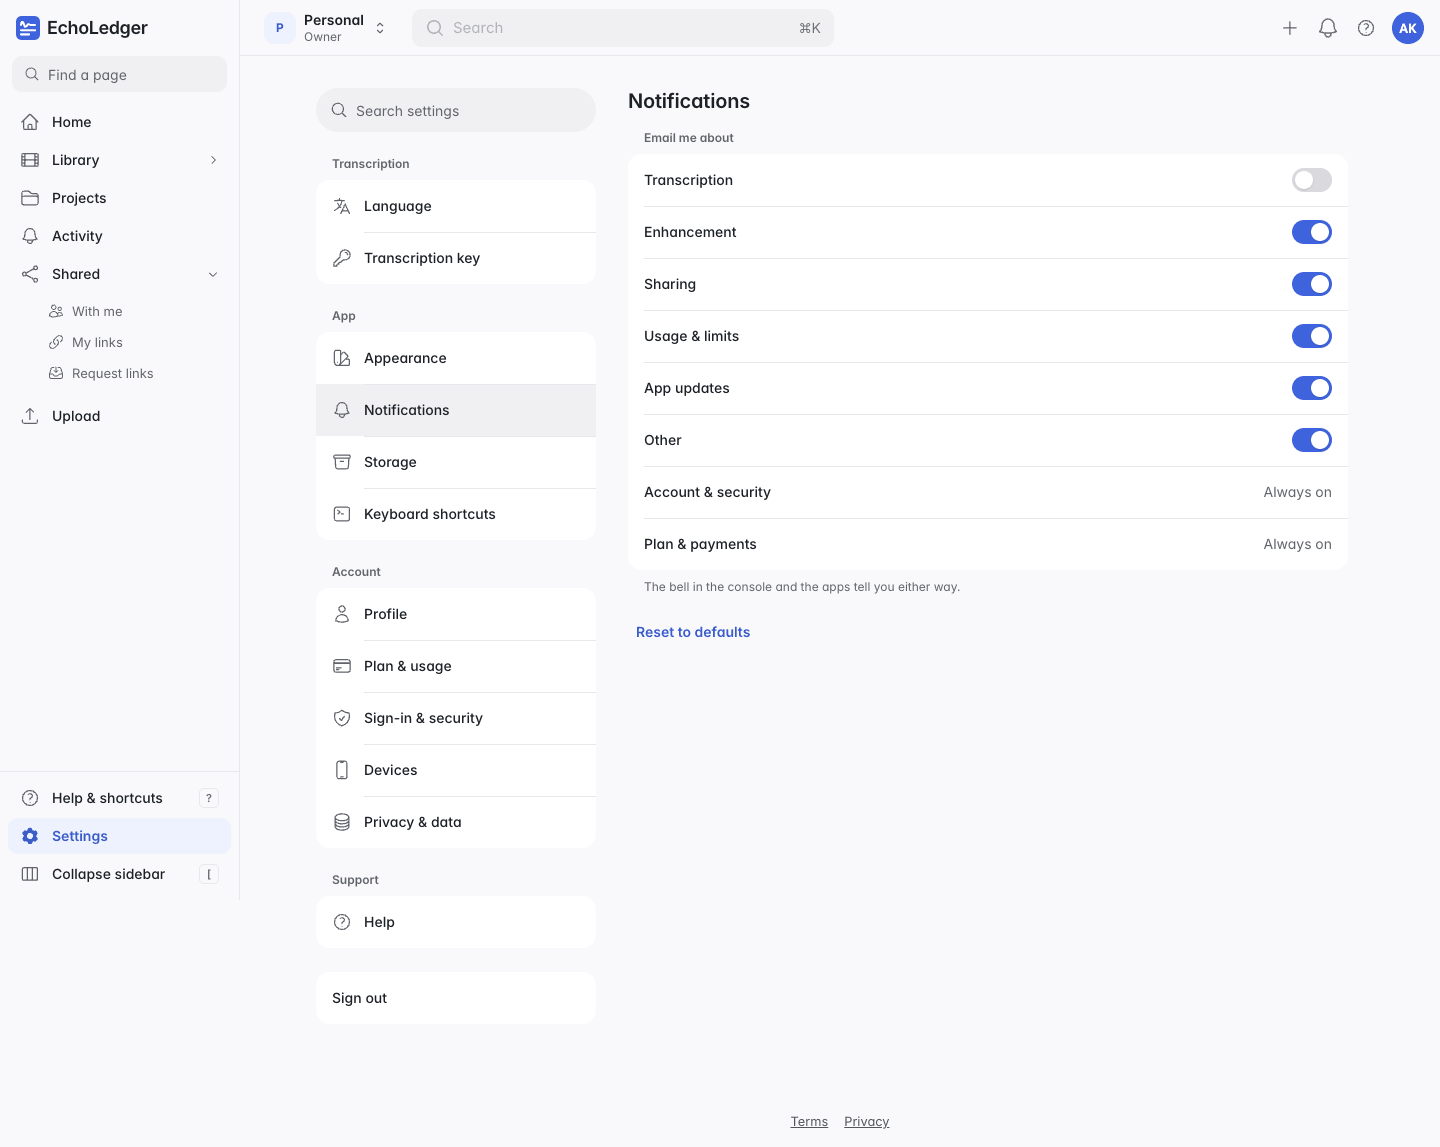 EchoLedger
Find a page
Home
Library
Projects
Activity
Shared
With me
My links
Request links
Upload
Help & shortcuts ?
Settings
Collapse sidebar [
P Personal
Owner
Search ⌘K
AK
Search settings
Transcription
Language
Transcription key
App
Appearance
Notifications
Storage
Keyboard shortcuts
Account
Profile
Plan & usage
Sign-in & security
Devices
Privacy & data
Support
Help
Sign out
Notifications
Email me about
Transcription
Enhancement
Sharing
Usage & limits
App updates
Other
Account & security Always on
Plan & payments Always on
The bell in the console and the apps tell you either way.
Reset to defaults
Terms Privacy